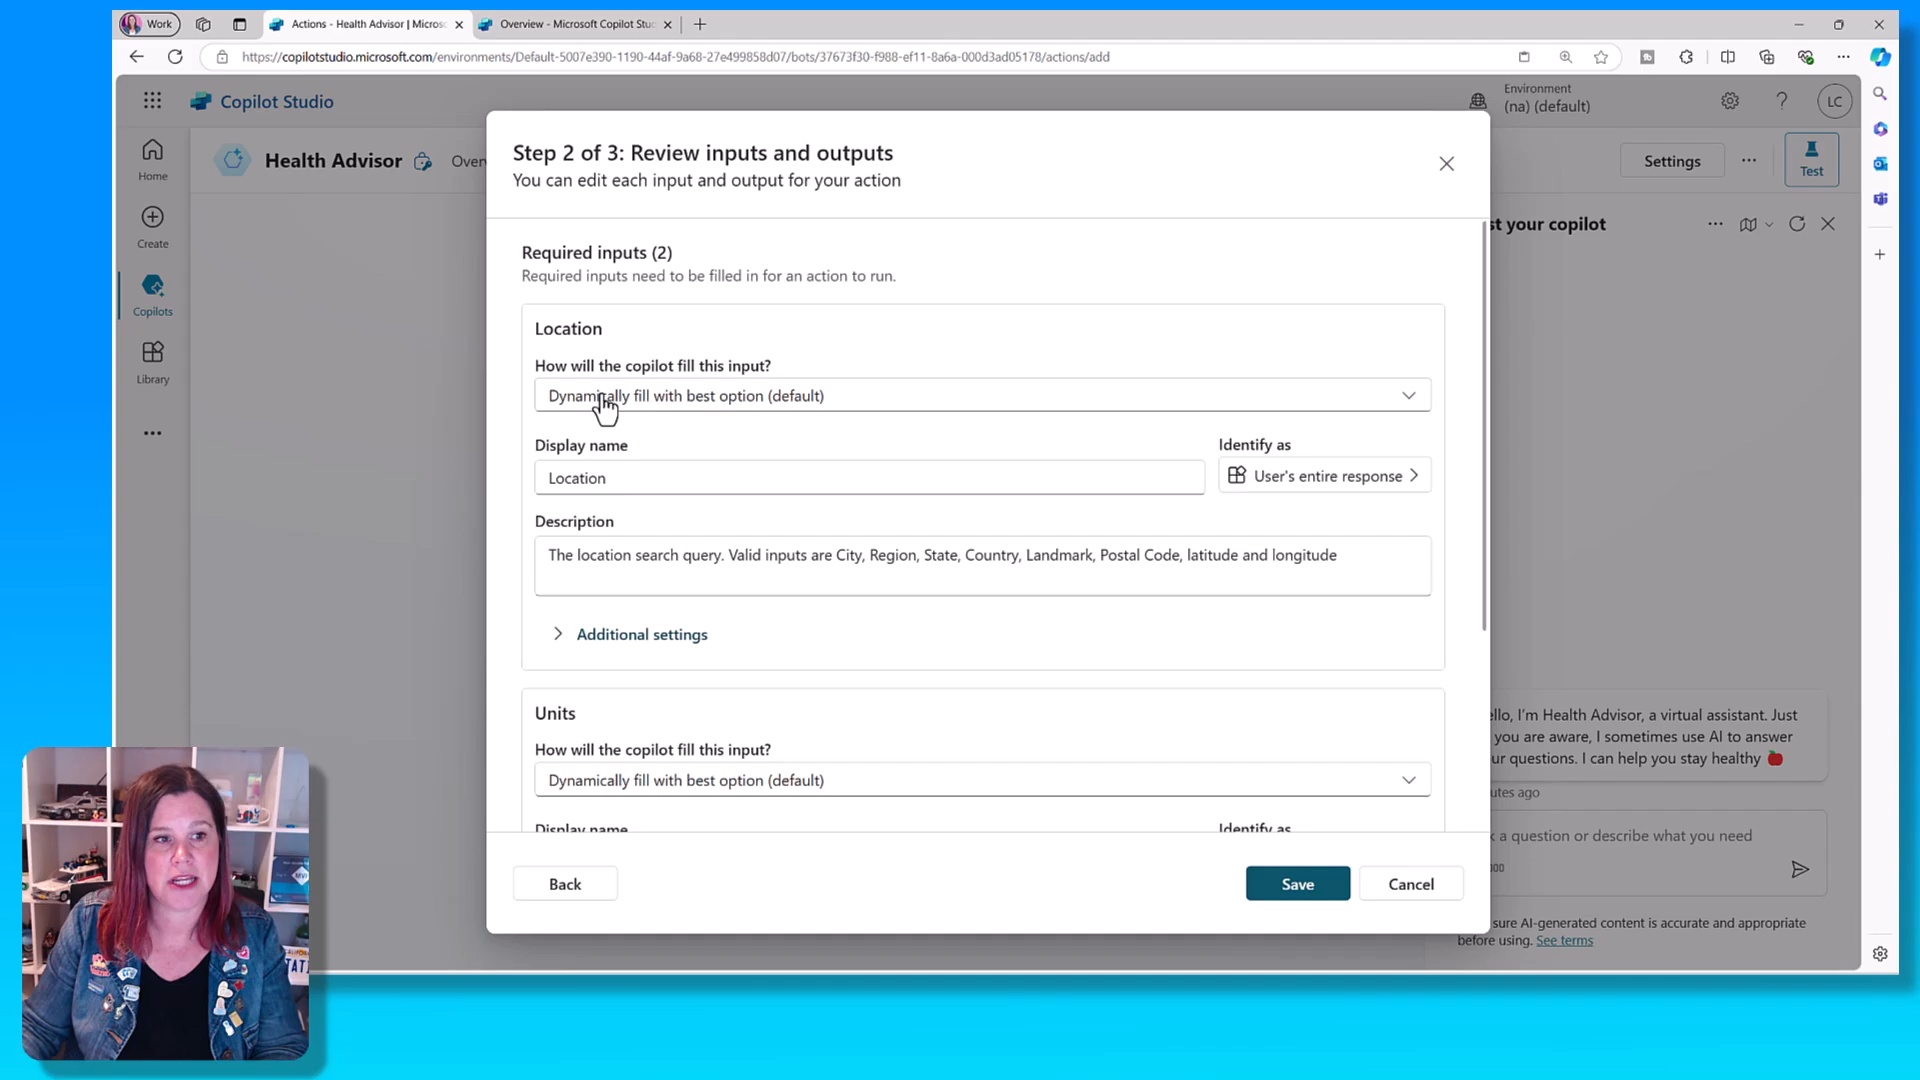 Work
Actions - Health Advisor | Micros
Overview - Microsoft Copilot Stu
https://copilotstudio.microsoft.com/environments/Default-5007e390-1190-44af-9a68-27e499858d07/bots/37673f30-f988-ef11-8a6a-000d3ad05178/actions/add
Copilot Studio
Environment
(na) (default)
LC
Home
Create
Copilots
Library
Health Advisor
Over
Settings
Test
st your copilot
Step 2 of 3: Review inputs and outputs
You can edit each input and output for your action
Required inputs (2)
Required inputs need to be filled in for an action to run.
Location
How will the copilot fill this input?
Dynamically fill with best option (default)
Display name
Identify as
Location
User's entire response
Description
The location search query. Valid inputs are City, Region, State, Country, Landmark, Postal Code, latitude and longitude
Additional settings
Units
How will the copilot fill this input?
Dynamically fill with best option (default)
Display name
Identify as
Back
Save
Cancel
llo, I'm Health Advisor, a virtual assistant. Just
you are aware, I sometimes use AI to answer
ur questions. I can help you stay healthy
utes ago
k a question or describe what you need
000
sure AI-generated content is accurate and appropriate
before using. See terms